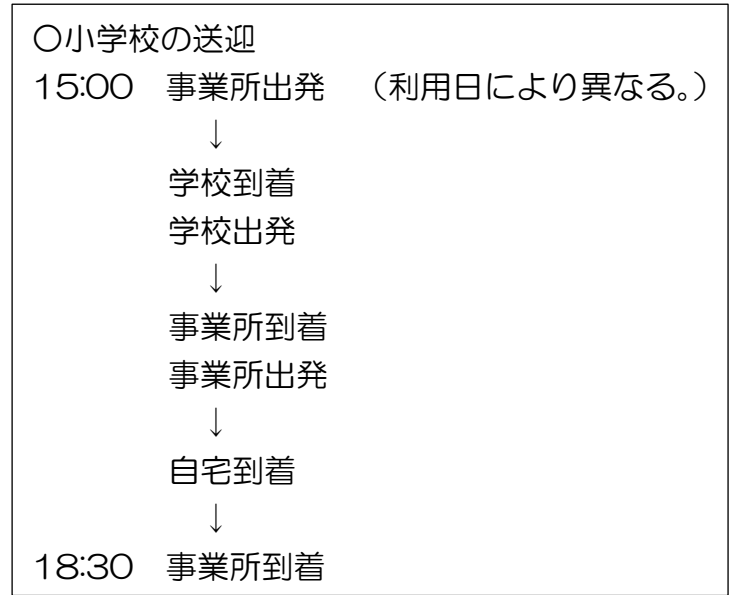 〇小学校の送迎
15:00　事業所出発　（利用日により異なる。）
↓
学校到着
学校出発
↓
事業所到着
事業所出発
↓
自宅到着
↓
18:30　事業所到着